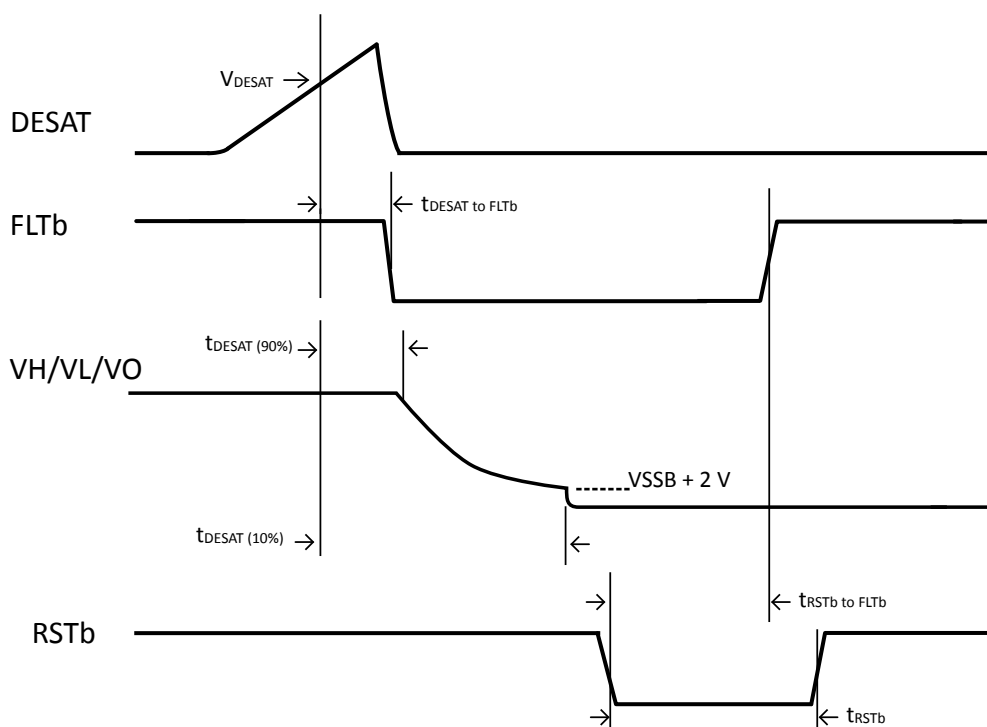 VDESAT
DESAT
tDESAT to FLTb
FLTb
tDESAT (90%)
VH/VL/VO
VSSB + 2 V
tDESAT (10%)
tRSTb to FLTb
RSTb
tRSTb